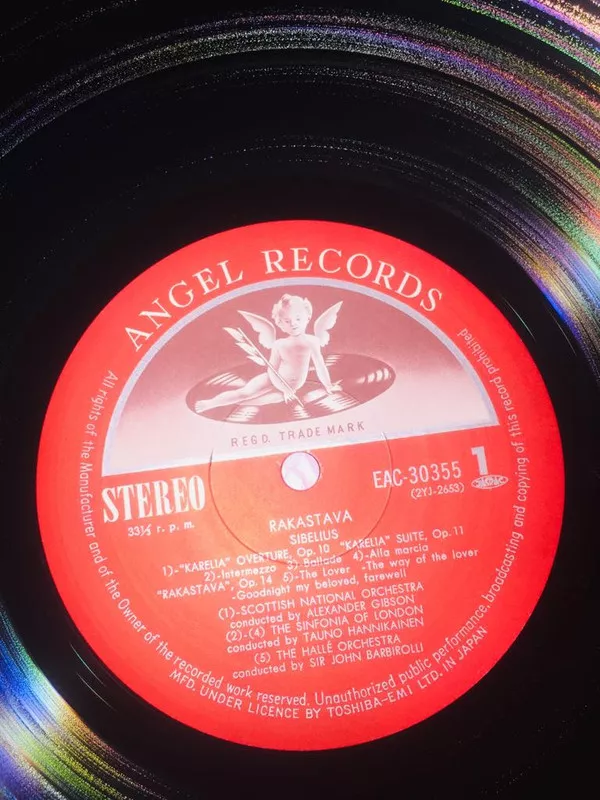 ANGEL RECORDS
REGD. TRADE MARK
STEREO
33⅓ r. p. m.
EAC-30355
(2YJ-2653)
1
RAKASTAVA
SIBELIUS
1)-"KARELIA" OVERTURE, Op. 10 "KARELIA" SUITE, Op. 11
2)-Intermezzo 3)-Ballade 4)-Alla marcia
"RAKASTAVA", Op. 14 5)-The Lover -The way of the lover
-Goodnight my beloved, farewell
(1)-SCOTTISH NATIONAL ORCHESTRA
conducted by ALEXANDER GIBSON
(2)-(4) THE SINFONIA OF LONDON
conducted by TAUNO HANNIKAINEN
(5) THE HALLÉ ORCHESTRA
conducted by SIR JOHN BARBIROLLI
All rights of the Manufacturer and of the Owner of the recorded work reserved. Unauthorized public performance, broadcasting and copying of this record prohibited
MFD. UNDER LICENCE BY TOSHIBA-EMI LTD. IN JAPAN